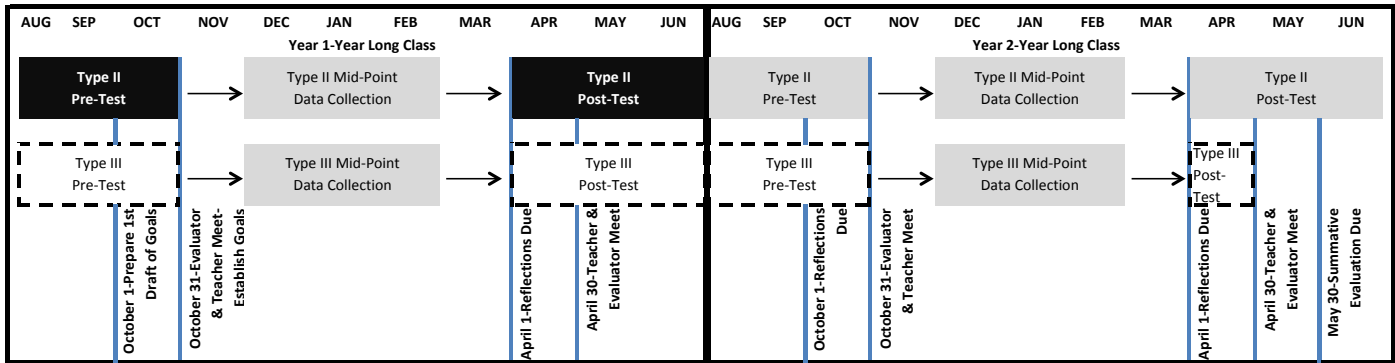 AUG SEP OCT NOV DEC JAN FEB MAR APR MAY JUN
Year 1-Year Long Class
Type II
Pre-Test
Type II Mid-Point
Data Collection
Type II
Post-Test
Type III
Pre-Test
Type III Mid-Point
Data Collection
Type III
Post-Test
October 1-Prepare 1st
Draft of Goals
October 31-Evaluator
& Teacher Meet-
Establish Goals
April 1-Reflections Due
April 30-Teacher &
Evaluator Meet
AUG SEP OCT NOV DEC JAN FEB MAR APR MAY JUN
Year 2-Year Long Class
Type II
Pre-Test
Type II Mid-Point
Data Collection
Type II
Post-Test
Type III
Pre-Test
Type III Mid-Point
Data Collection
Type III
Post-
Test
October 1-Reflections
Due
October 31-Evaluator
& Teacher Meet
April 1-Reflections Due
April 30-Teacher &
Evaluator Meet
May 30-Summative
Evaluation Due